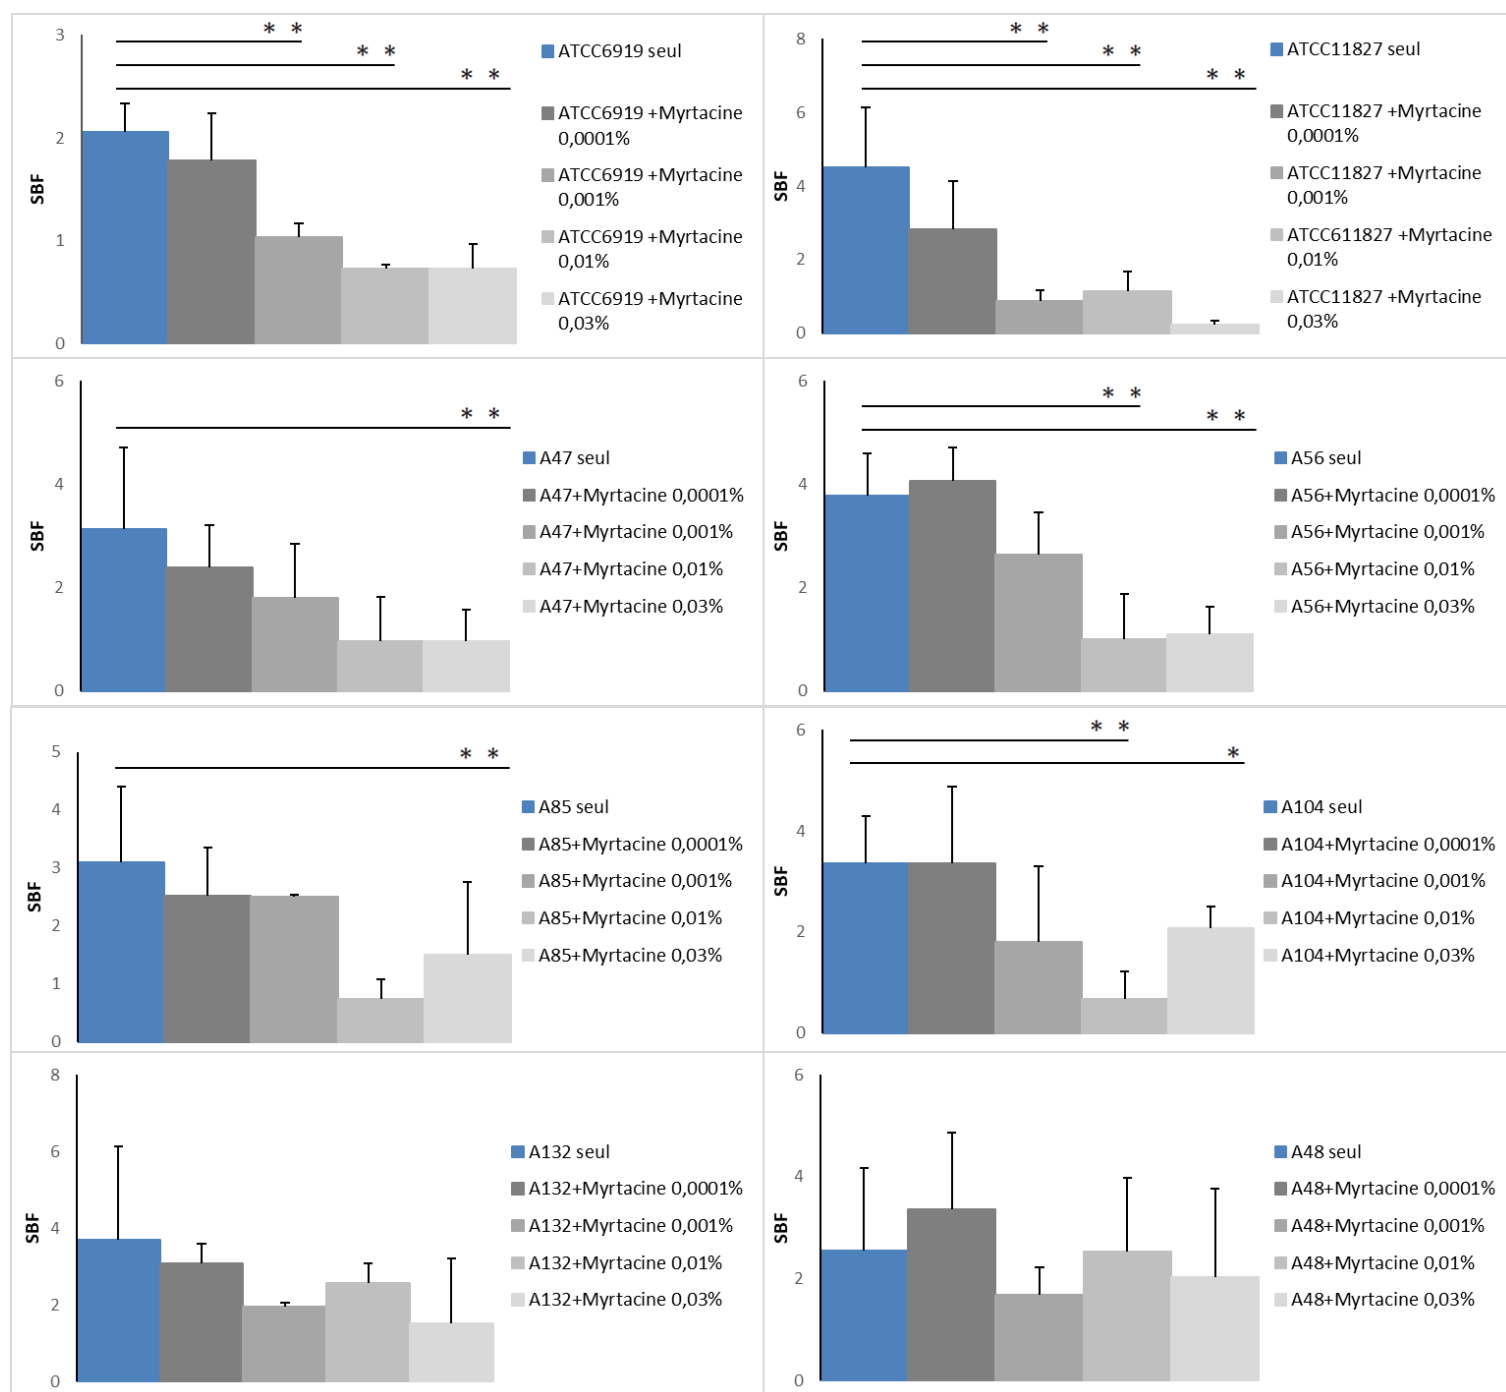 3
2
1
0
SBF
* *
* *
* *
ATCC6919 seul
ATCC6919 +Myrtacine
0,0001%
ATCC6919 +Myrtacine
0,001%
ATCC6919 +Myrtacine
0,01%
ATCC6919 +Myrtacine
0,03%
8
6
4
2
0
SBF
* *
* *
* *
ATCC11827 seul
ATCC11827 +Myrtacine
0,0001%
ATCC11827 +Myrtacine
0,001%
ATCC611827 +Myrtacine
0,01%
ATCC11827 +Myrtacine
0,03%
6
4
2
0
SBF
* *
A47 seul
A47+Myrtacine 0,0001%
A47+Myrtacine 0,001%
A47+Myrtacine 0,01%
A47+Myrtacine 0,03%
6
4
2
0
SBF
* *
* *
A56 seul
A56+Myrtacine 0,0001%
A56+Myrtacine 0,001%
A56+Myrtacine 0,01%
A56+Myrtacine 0,03%
5
4
3
2
1
0
SBF
* *
A85 seul
A85+Myrtacine 0,0001%
A85+Myrtacine 0,001%
A85+Myrtacine 0,01%
A85+Myrtacine 0,03%
6
4
2
0
SBF
* *
*
A104 seul
A104+Myrtacine 0,0001%
A104+Myrtacine 0,001%
A104+Myrtacine 0,01%
A104+Myrtacine 0,03%
8
6
4
2
0
SBF
A132 seul
A132+Myrtacine 0,0001%
A132+Myrtacine 0,001%
A132+Myrtacine 0,01%
A132+Myrtacine 0,03%
6
4
2
0
SBF
A48 seul
A48+Myrtacine 0,0001%
A48+Myrtacine 0,001%
A48+Myrtacine 0,01%
A48+Myrtacine 0,03%